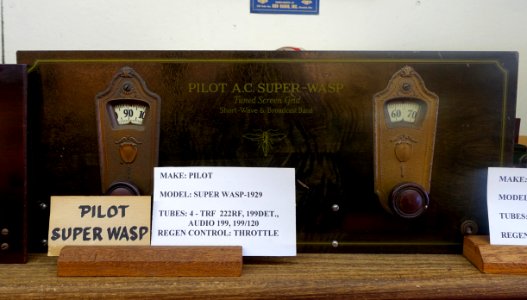 PILOT A.C. SUPER-WASP
Tuned Screen Grid
Short-Wave & Broadcast Band
90 10
60 70
MAKE: PILOT
MODEL: SUPER WASP-1929
TUBES: 4 - TRF 222RF, 199DET.,
AUDIO 199, 199/120
REGEN CONTROL: THROTTLE
PILOT
SUPER WASP
MAKE:
MODEL:
TUBES:
REGEN